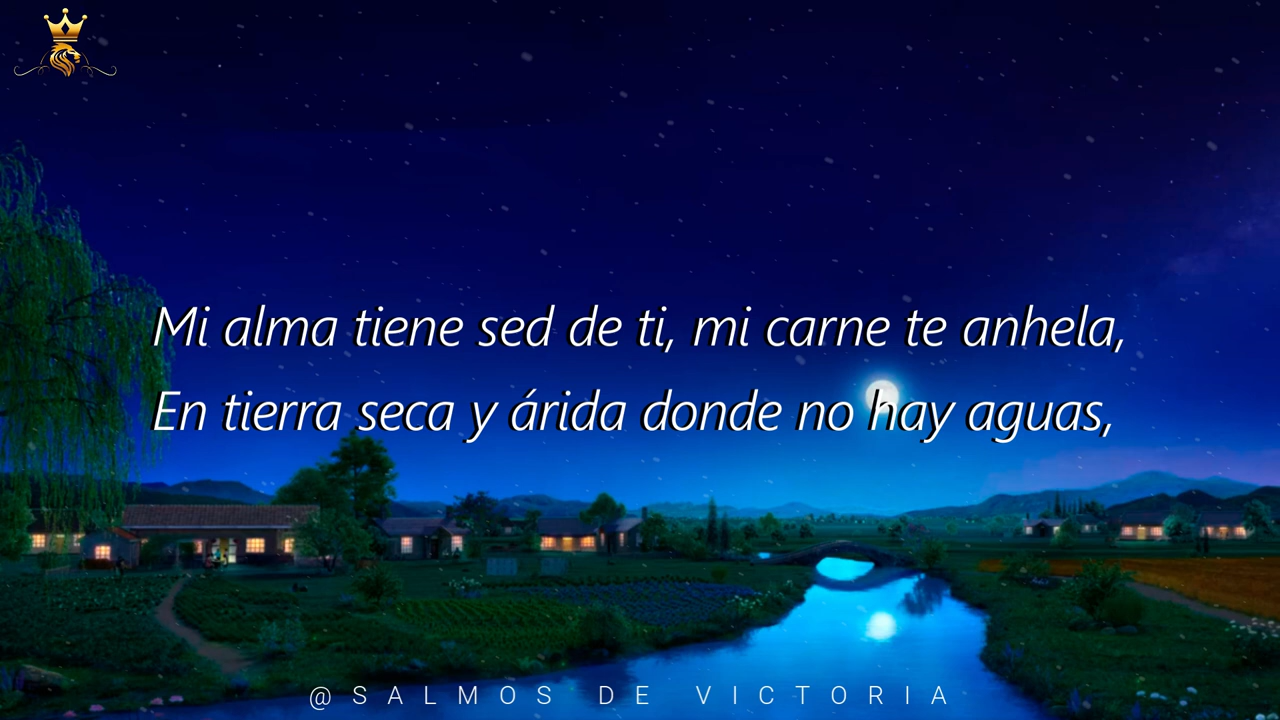 Mi alma tiene sed de ti, mi carne te anhela,
En tierra seca y árida donde no hay aguas,
@SALMOS DE VICTORIA